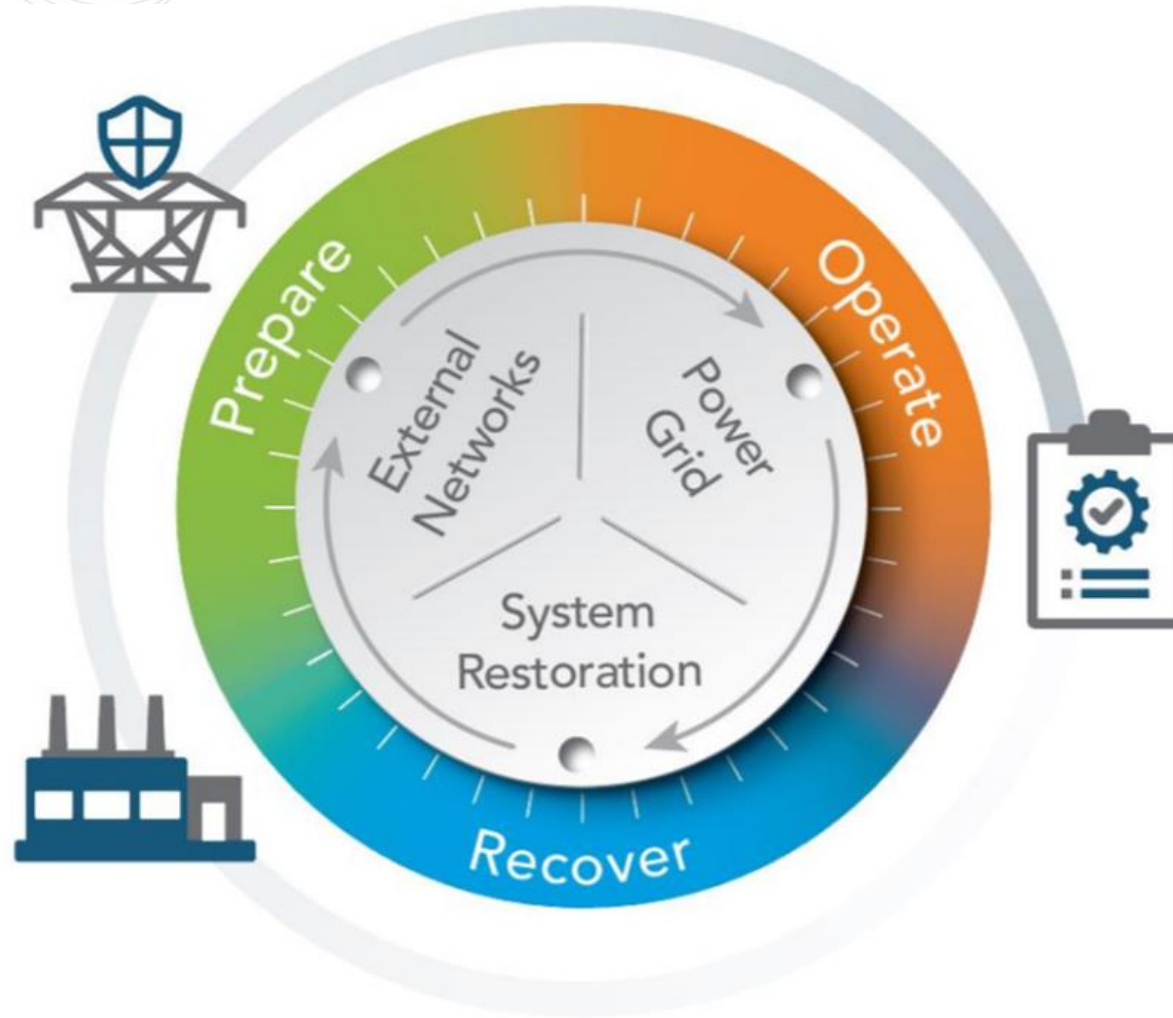 Prepare
Operate
External
Networks
Power
Grid
System
Restoration
Recover